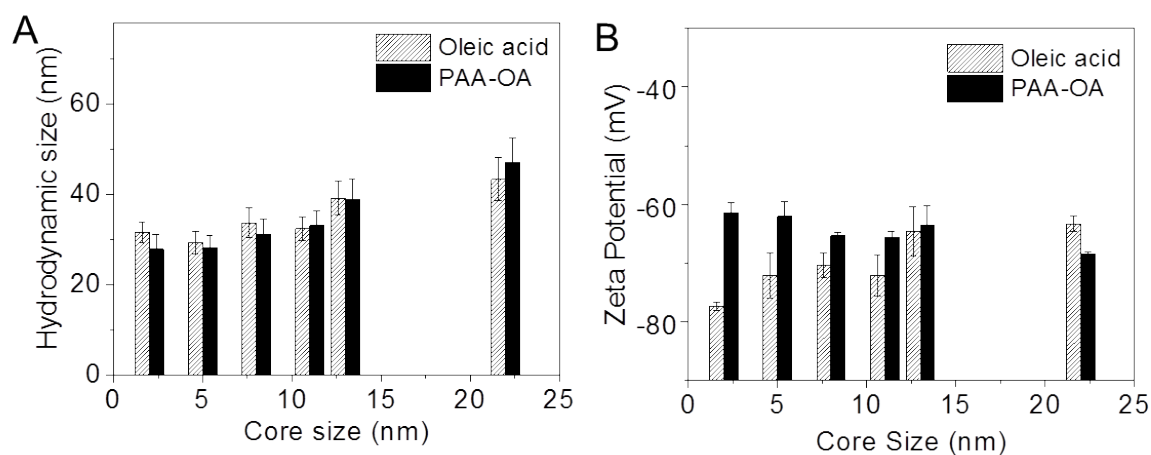 A
Oleic acid
PAA-OA
Hydrodynamic size (nm)
60
40
20
0
0 5 10 15 20 25
Core size (nm)
B
Oleic acid
PAA-OA
Zeta Potential (mV)
-40
-60
-80
0 5 10 15 20 25
Core Size (nm)